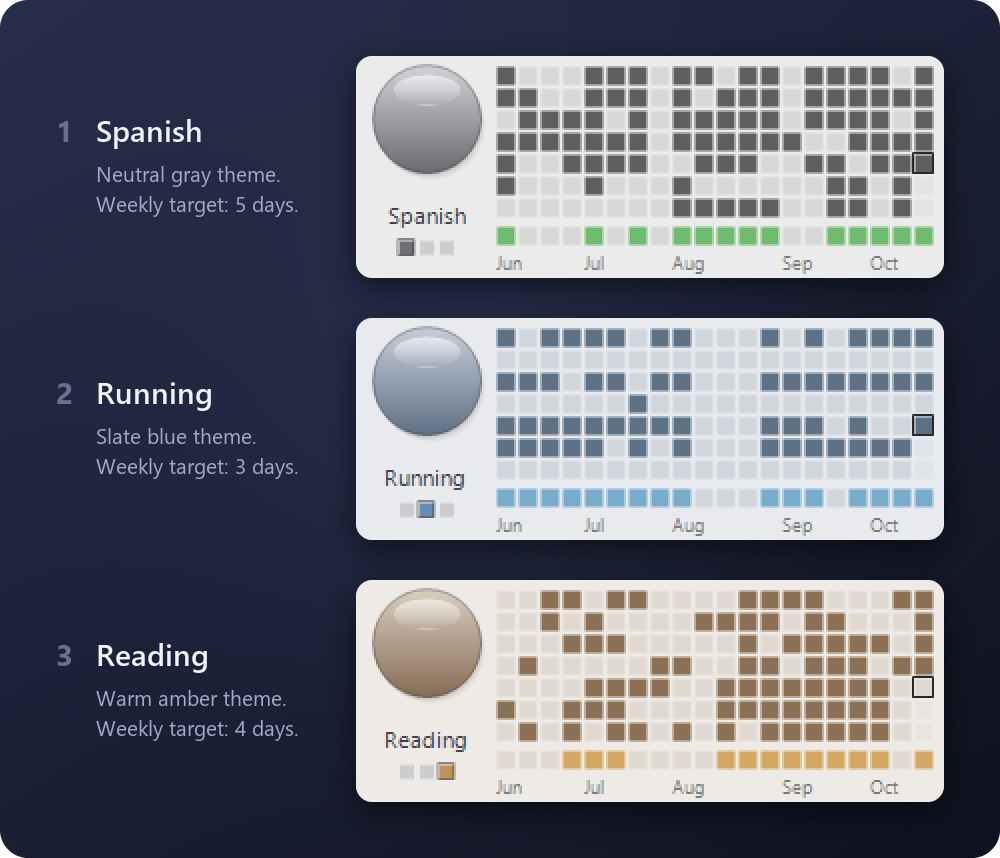 1 Spanish
Neutral gray theme.
Weekly target: 5 days.
Spanish
Jun Jul Aug Sep Oct
2 Running
Slate blue theme.
Weekly target: 3 days.
Running
Jun Jul Aug Sep Oct
3 Reading
Warm amber theme.
Weekly target: 4 days.
Reading
Jun Jul Aug Sep Oct